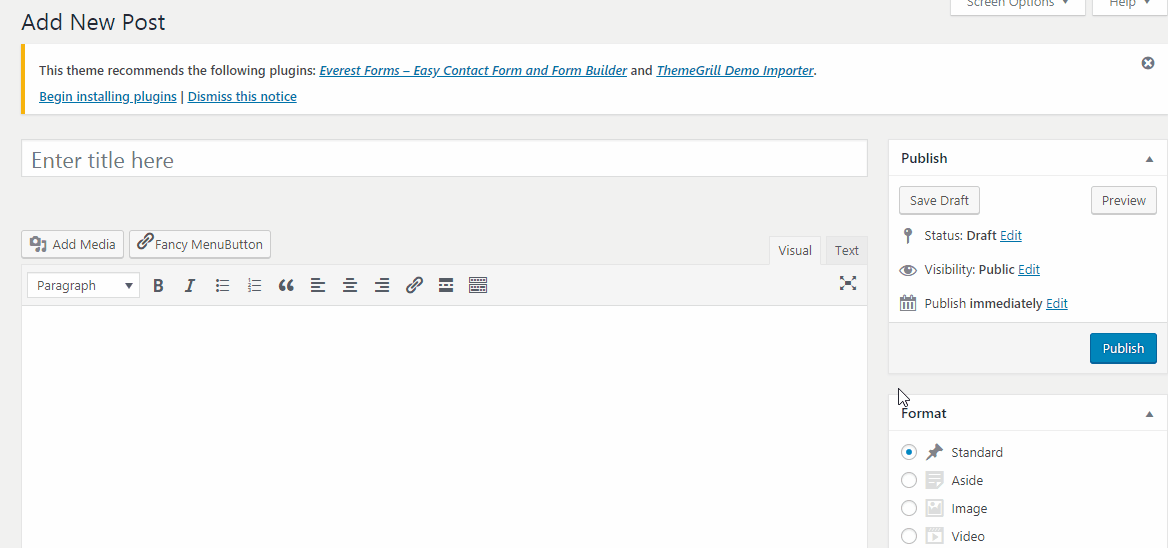 Screen Options
Help
Add New Post
This theme recommends the following plugins: Everest Forms – Easy Contact Form and Form Builder and ThemeGrill Demo Importer.
Begin installing plugins | Dismiss this notice
Enter title here
Publish
Save Draft
Preview
Status: Draft Edit
Visibility: Public Edit
Publish immediately Edit
Publish
Add Media
Fancy MenuButton
Visual
Text
Paragraph
B
I
Format
Standard
Aside
Image
Video